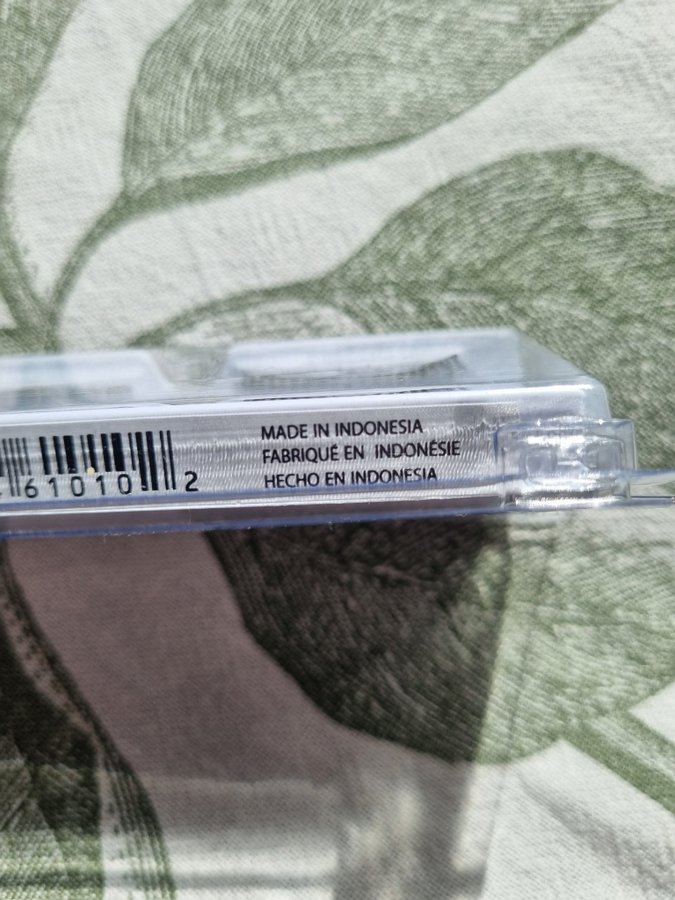 MADE IN INDONESIA
FABRIQUÉ EN INDONÉSIE
HECHO EN INDONESIA
61010 2